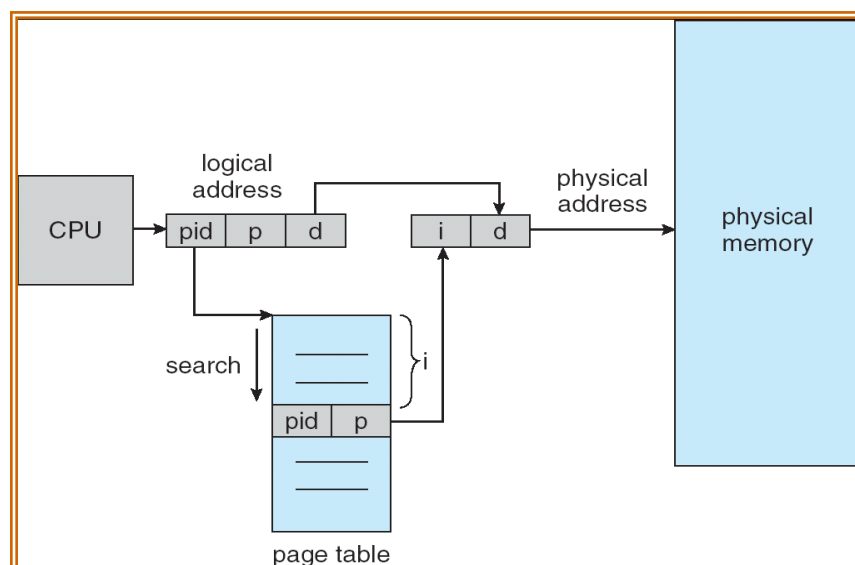 logical
address
physical
address
CPU
pid p d
i d
physical
memory
search
i
pid p
page table